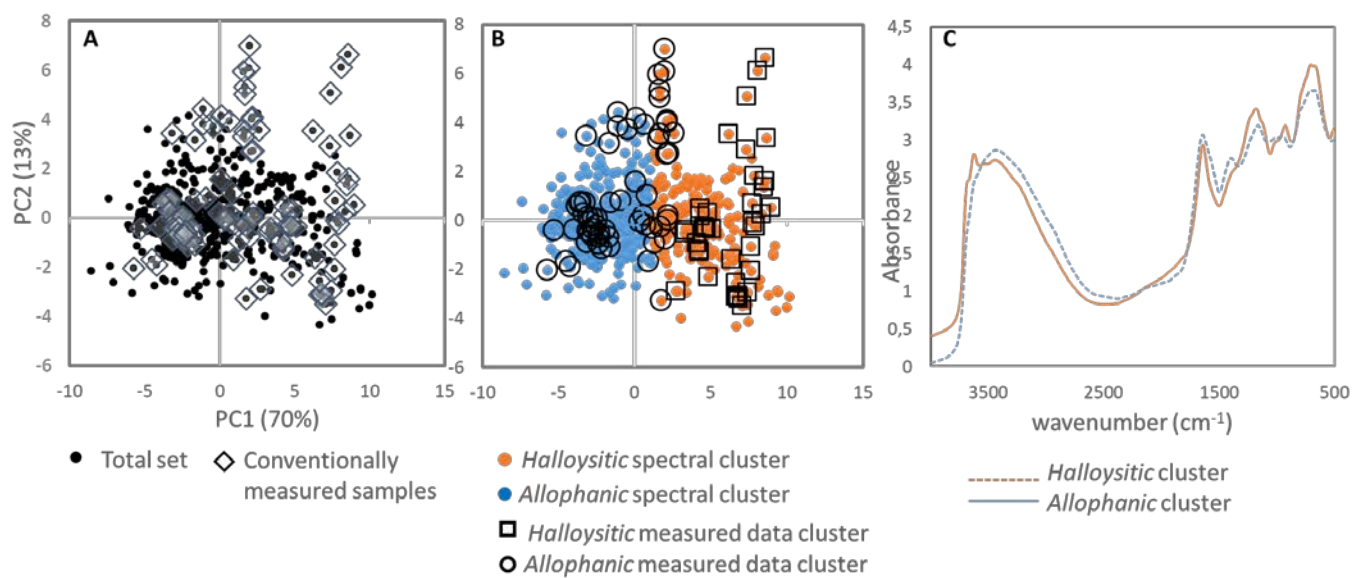 A
8
6
4
2
0
-2
-4
-6
-10
-5
0
5
10
15
PC2 (13%)
PC1 (70%)
Total set
Conventionally
measured samples
B
8
6
4
2
0
-2
-4
-6
-10
-5
0
5
10
15
Halloysitic spectral cluster
Allophanic spectral cluster
Halloysitic measured data cluster
Allophanic measured data cluster
C
4,5
4
3,5
3
2,5
2
1,5
1
0,5
0
Absorbance
3500
2500
1500
500
wavenumber (cm-1)
Halloysitic cluster
Allophanic cluster